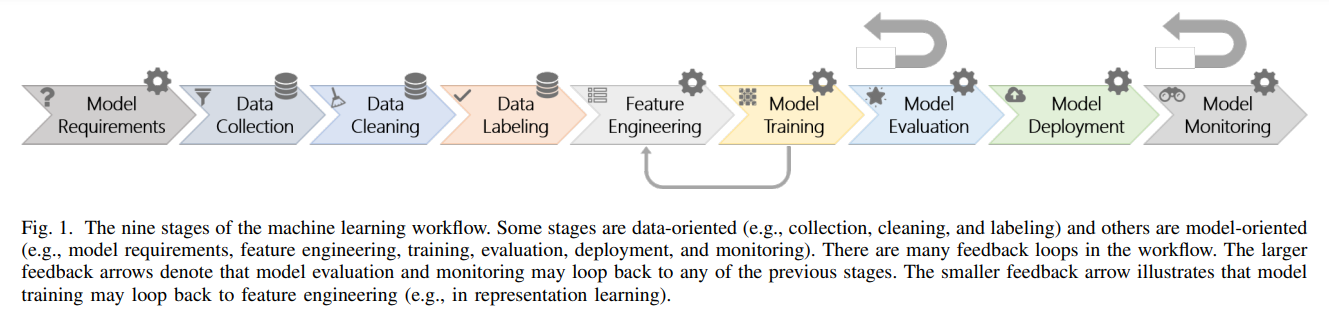 Model
Requirements
Data
Collection
Data
Cleaning
Data
Labeling
Feature
Engineering
Model
Training
Model
Evaluation
Model
Deployment
Model
Monitoring
Fig. 1. The nine stages of the machine learning workflow. Some stages are data-oriented (e.g., collection, cleaning, and labeling) and others are model-oriented
(e.g., model requirements, feature engineering, training, evaluation, deployment, and monitoring). There are many feedback loops in the workflow. The larger
feedback arrows denote that model evaluation and monitoring may loop back to any of the previous stages. The smaller feedback arrow illustrates that model
training may loop back to feature engineering (e.g., in representation learning).